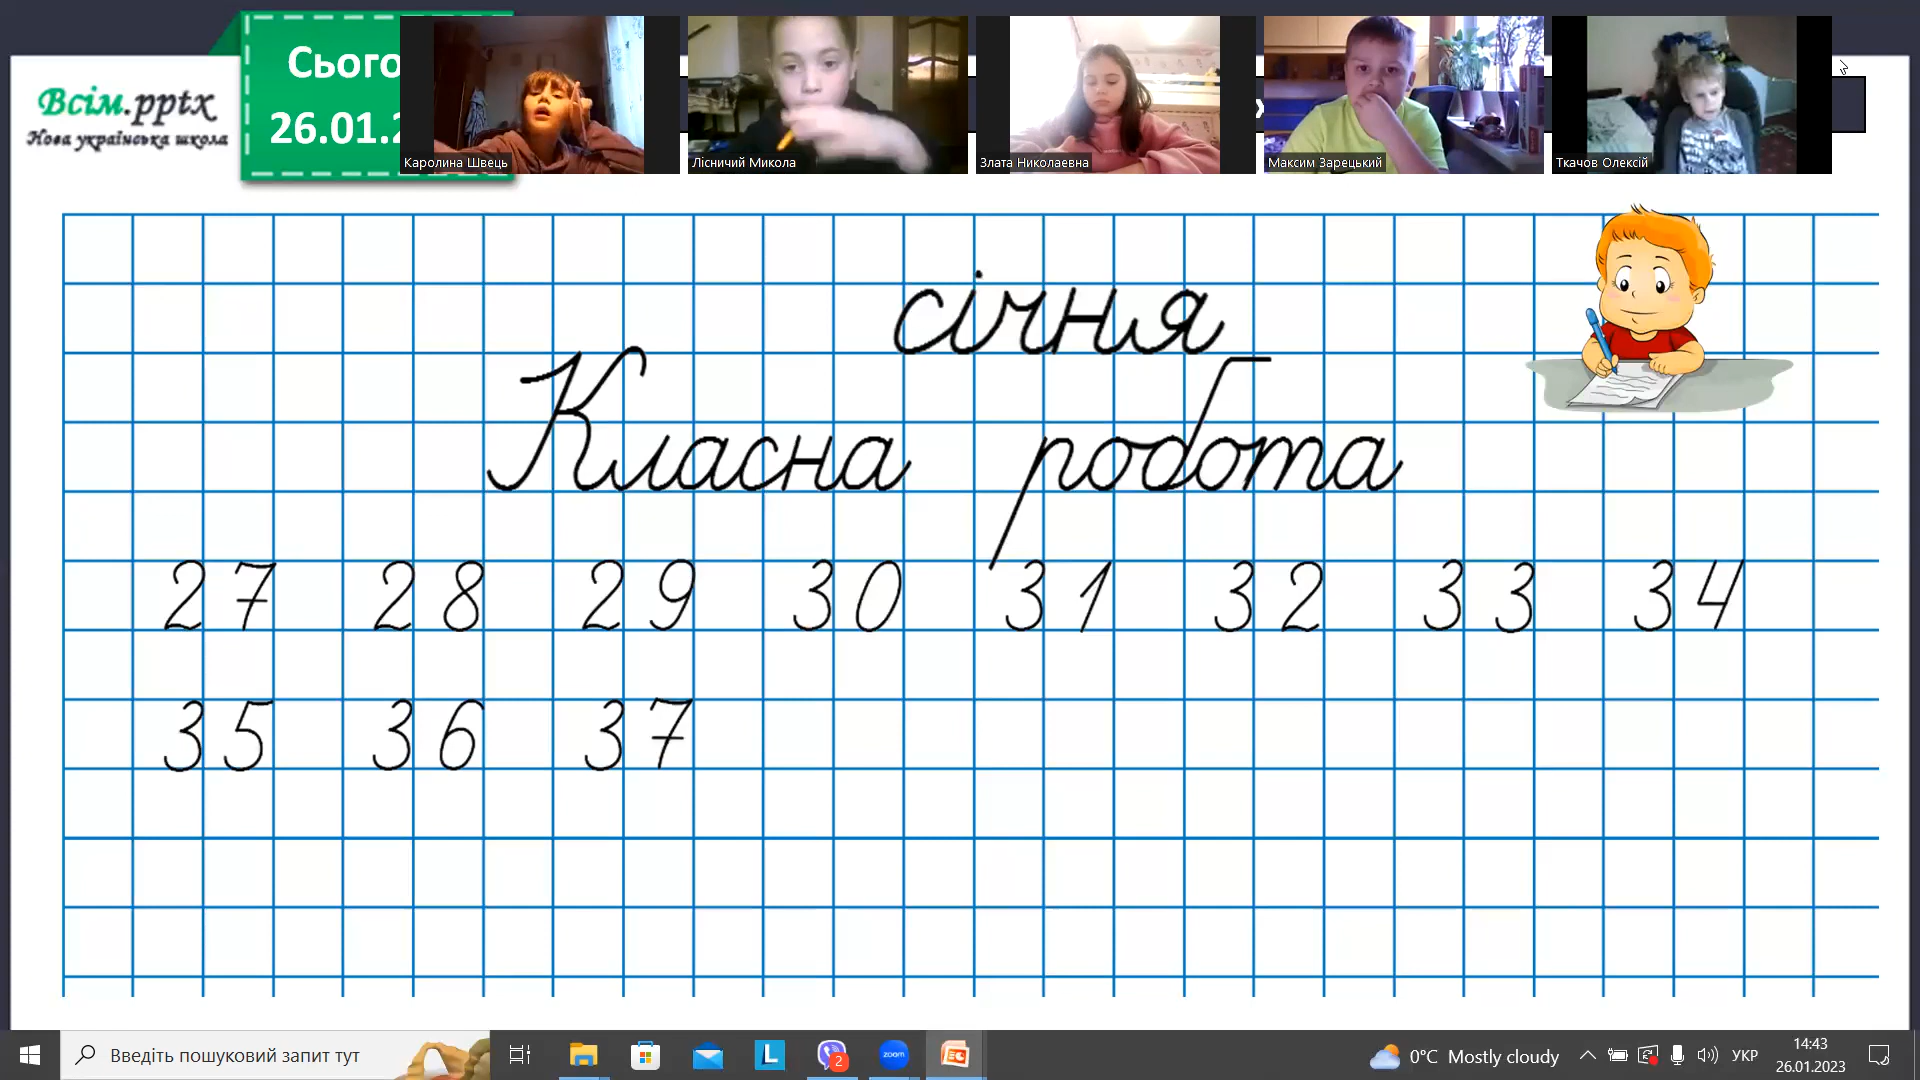 Всім.pptx
Нова українська школа
Сього
26.01.2
Каролина Швець
Лісничий Микола
Злата Николаевна
Максим Зарецький
Ткачов Олексій
січня
Класна робота
27 28 29 30 31 32 33 34
35 36 37
Введіть пошуковий запит тут
L
2
zoom
0°C Mostly cloudy
УКР
14:43
26.01.2023